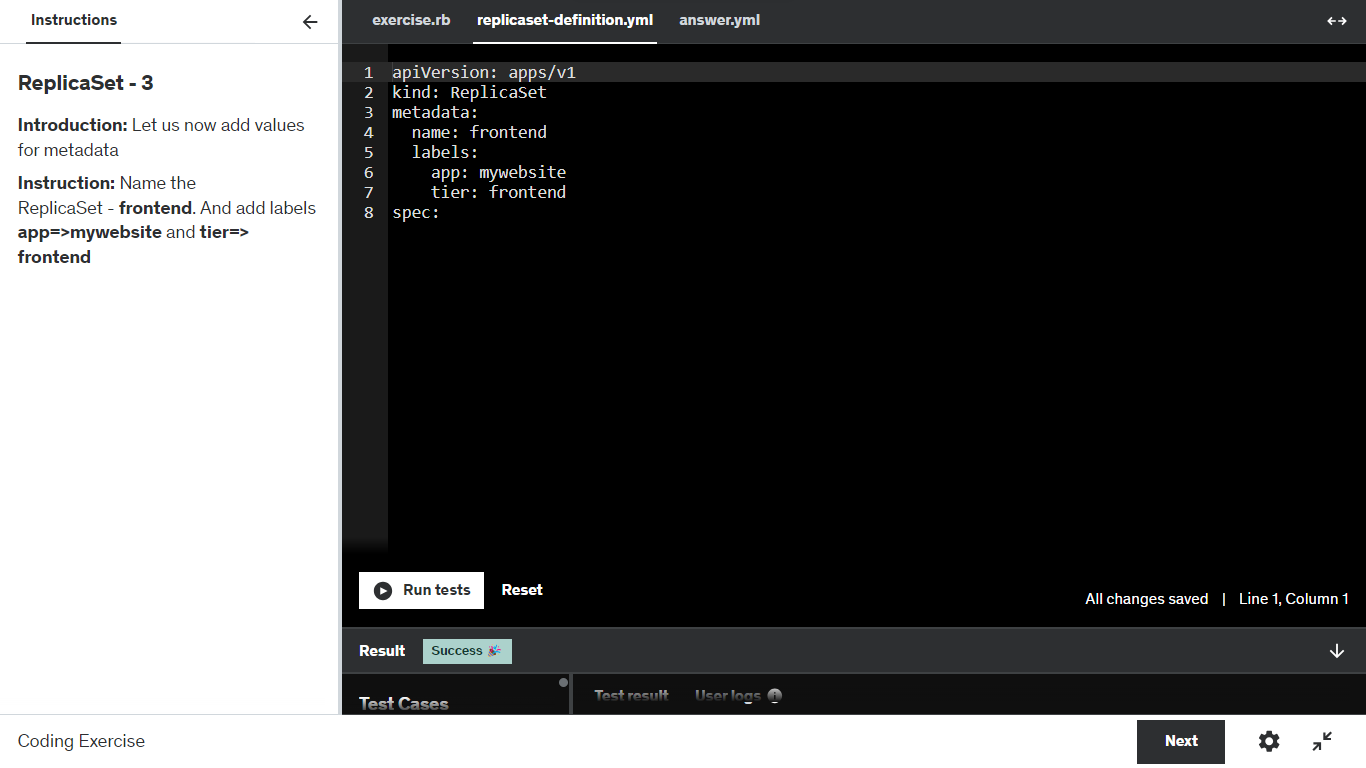 Instructions
ReplicaSet - 3
Introduction: Let us now add values
for metadata
Instruction: Name the
ReplicaSet - frontend. And add labels
app=>mywebsite and tier=>
frontend
exercise.rb replicaset-definition.yml answer.yml
1 apiVersion: apps/v1
2 kind: ReplicaSet
3 metadata:
4   name: frontend
5   labels:
6     app: mywebsite
7     tier: frontend
8 spec:
Run tests Reset
All changes saved | Line 1, Column 1
Result Success 🎉
Test Cases
Test result User logs
Coding Exercise
Next